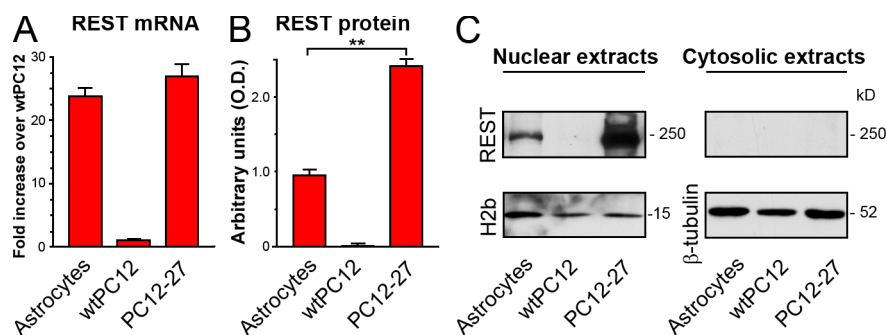 A
REST mRNA
Fold increase over wtPC12
30
20
10
0
Astrocytes
wtPC12
PC12-27
B
REST protein
**
Arbitrary units (O.D.)
2.0
1.0
0
Astrocytes
wtPC12
PC12-27
C
Nuclear extracts
Cytosolic extracts
kD
REST
- 250
- 250
H2b
-15
β-tubulin
- 52
Astrocytes
wtPC12
PC12-27
Astrocytes
wtPC12
PC12-27